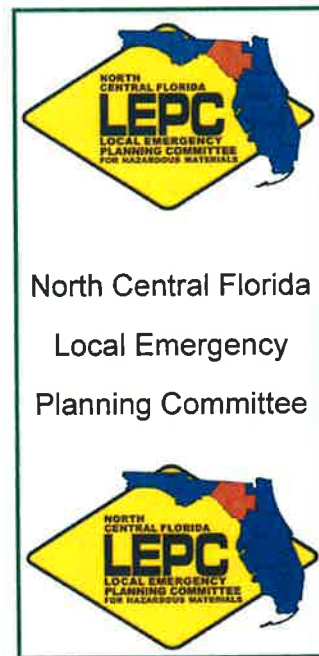 NORTH
CENTRAL FLORIDA
LEPC
LOCAL EMERGENCY
PLANNING COMMITTEE
FOR HAZARDOUS MATERIALS
North Central Florida
Local Emergency
Planning Committee
NORTH
CENTRAL FLORIDA
LEPC
LOCAL EMERGENCY
PLANNING COMMITTEE
FOR HAZARDOUS MATERIALS